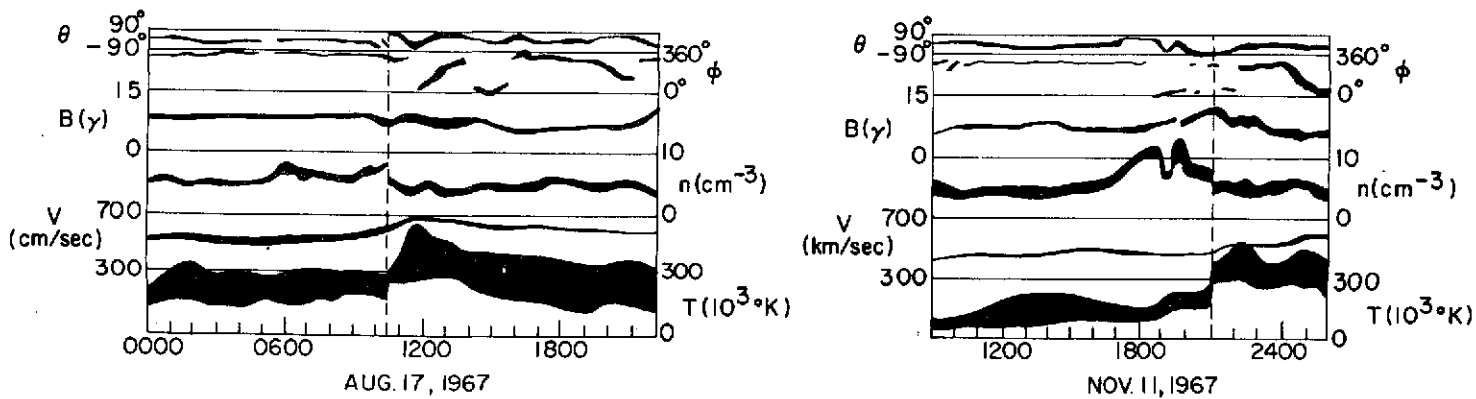 90°
θ
-90°
360°
φ
15
0°
B(γ)
0
10
n(cm⁻³)
V
700
0
(cm/sec)
300
300
T(10³ °K)
0
0000 0600 1200 1800
AUG. 17, 1967
90°
θ
-90°
360°
φ
15
0°
B(γ)
0
10
n(cm⁻³)
V
700
0
(km/sec)
300
300
T(10³ °K)
0
1200 1800 2400
NOV. 11, 1967